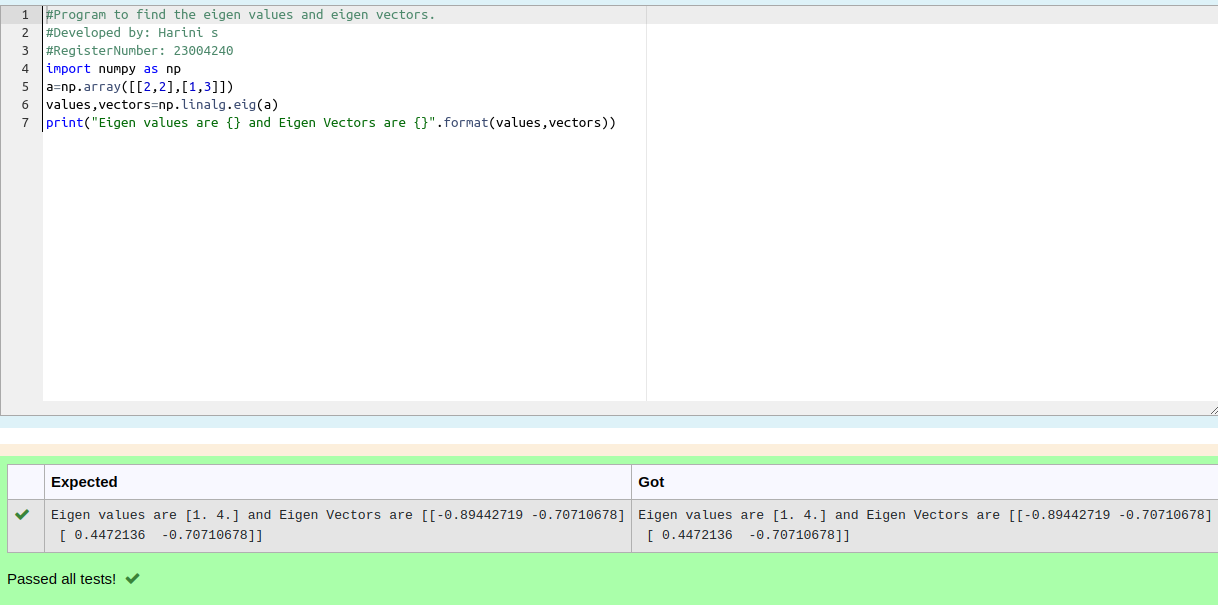 1 #Program to find the eigen values and eigen vectors.
2 #Developed by: Harini s
3 #RegisterNumber: 23004240
4 import numpy as np
5 a=np.array([[2,2],[1,3]])
6 values,vectors=np.linalg.eig(a)
7 print("Eigen values are {} and Eigen Vectors are {}".format(values,vectors))
Expected Got
Eigen values are [1. 4.] and Eigen Vectors are [[-0.89442719 -0.70710678] Eigen values are [1. 4.] and Eigen Vectors are [[-0.89442719 -0.70710678]
[ 0.4472136  -0.70710678]] [ 0.4472136  -0.70710678]]
Passed all tests!